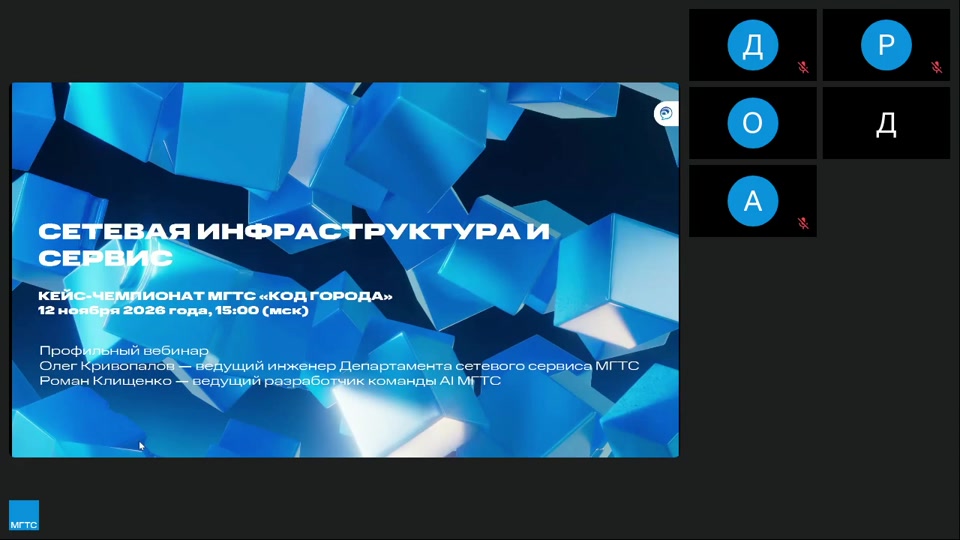 СЕТЕВАЯ ИНФРАСТРУКТУРА И
СЕРВИС
КЕЙС-ЧЕМПИОНАТ МГТС «КОД ГОРОДА»
12 ноября 2026 года, 15:00 (мск)
Профильный вебинар
Олег Кривопалов — ведущий инженер Департамента сетевого сервиса МГТС
Роман Клищенко — ведущий разработчик команды AI МГТС
Д
Р
О
Д
А
МГТС